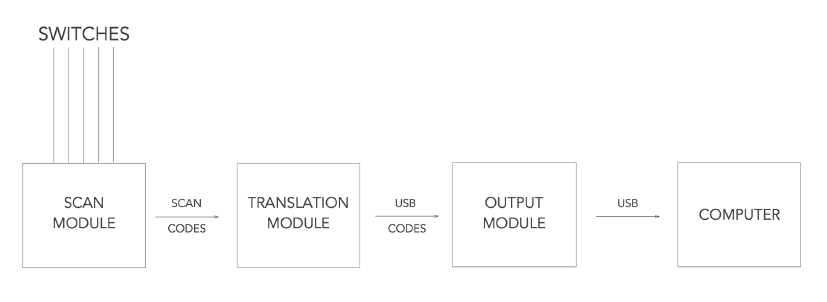 SWITCHES
SCAN
MODULE
SCAN
CODES
TRANSLATION
MODULE
USB
CODES
OUTPUT
MODULE
USB
COMPUTER